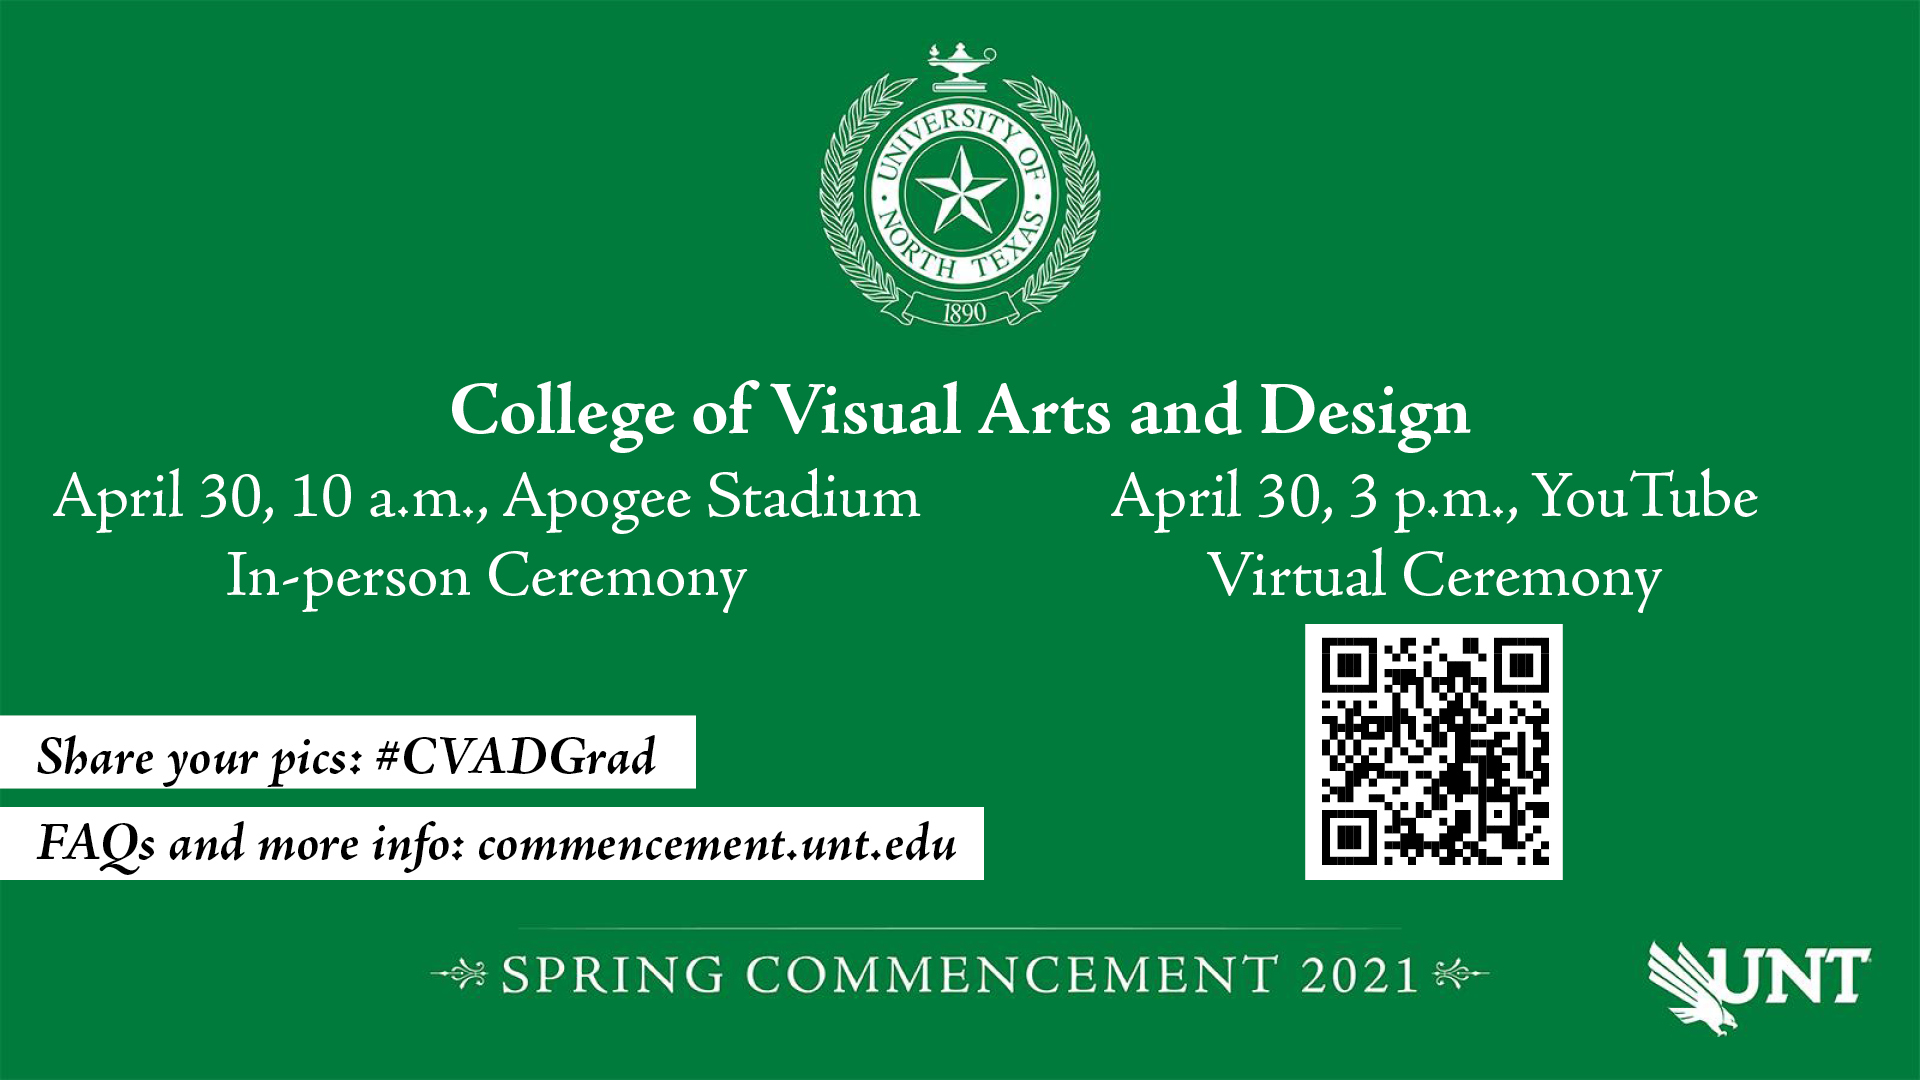 UNIVERSITY OF
NORTH TEXAS
1890
College of Visual Arts and Design
April 30, 10 a.m., Apogee Stadium
In-person Ceremony
April 30, 3 p.m., YouTube
Virtual Ceremony
Share your pics: #CVADGrad
FAQs and more info: commencement.unt.edu
SPRING COMMENCEMENT 2021
UNT